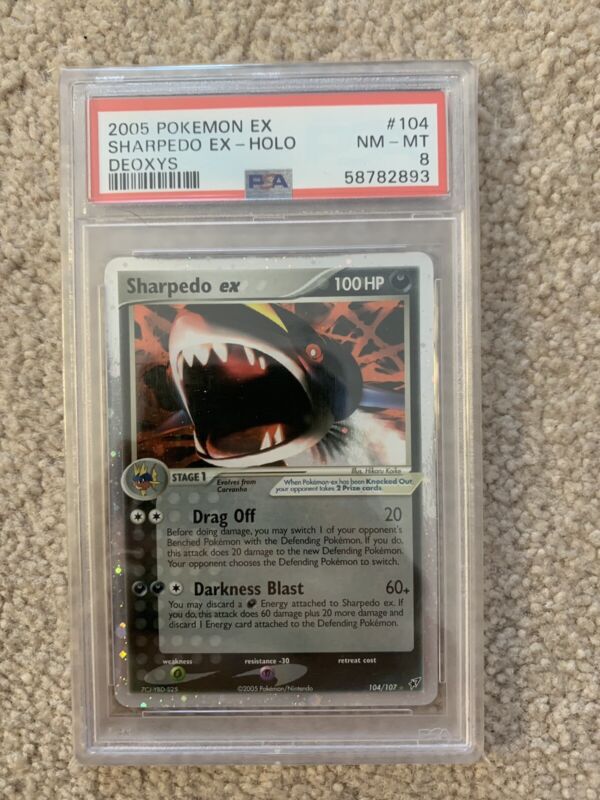 2005 POKEMON EX #104
SHARPEDO EX-HOLO NM-MT
DEOXYS 8
PSA 58782893
Sharpedo ex 100 HP
Illus. Hikaru Koike
STAGE 1
Evolves from
Carvanha
When Pokémon-ex has been Knocked Out,
your opponent takes 2 Prize cards.
Drag Off 20
Before doing damage, you may switch 1 of your opponent's
Benched Pokémon with the Defending Pokémon. If you do,
this attack does 20 damage to the new Defending Pokémon.
Your opponent chooses the Defending Pokémon to switch.
Darkness Blast 60+
You may discard a Energy attached to Sharpedo ex. If
you do, this attack does 60 damage plus 20 more damage and
discard 1 Energy card attached to the Defending Pokémon.
weakness resistance -30 retreat cost
7CJ-YBD-S25 ©2005 Pokémon/Nintendo 104/107